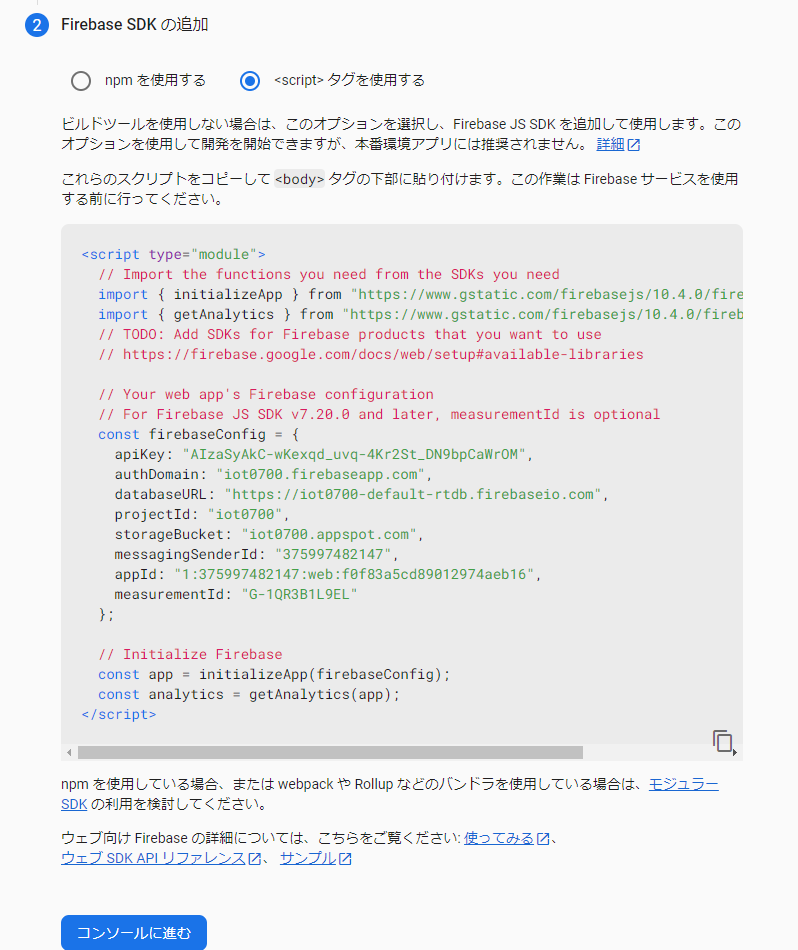 2 Firebase SDK の追加
npm を使用する <script> タグを使用する
ビルドツールを使用しない場合は、このオプションを選択し、Firebase JS SDK を追加して使用します。この
オプションを使用して開発を開始できますが、本番環境アプリには推奨されません。 詳細
これらのスクリプトをコピーして <body> タグの下部に貼り付けます。この作業は Firebase サービスを使用
する前に行ってください。
<script type="module">
// Import the functions you need from the SDKs you need
import { initializeApp } from "https://www.gstatic.com/firebasejs/10.4.0/fire
import { getAnalytics } from "https://www.gstatic.com/firebasejs/10.4.0/fireb
// TODO: Add SDKs for Firebase products that you want to use
// https://firebase.google.com/docs/web/setup#available-libraries
// Your web app's Firebase configuration
// For Firebase JS SDK v7.20.0 and later, measurementId is optional
const firebaseConfig = {
apiKey: "AIzaSyAkC-wKexqd_uvq-4Kr2St_DN9bpCaWrOM",
authDomain: "iot0700.firebaseapp.com",
databaseURL: "https://iot0700-default-rtdb.firebaseio.com",
projectId: "iot0700",
storageBucket: "iot0700.appspot.com",
messagingSenderId: "375997482147",
appId: "1:375997482147:web:f0f83a5cd89012974aeb16",
measurementId: "G-1QR3B1L9EL"
};
// Initialize Firebase
const app = initializeApp(firebaseConfig);
const analytics = getAnalytics(app);
</script>
npm を使用している場合、または webpack や Rollup などのバンドラを使用している場合は、モジュラー
SDK の利用を検討してください。
ウェブ向け Firebase の詳細については、こちらをご覧ください: 使ってみる、
ウェブ SDK API リファレンス、 サンプル
コンソールに進む